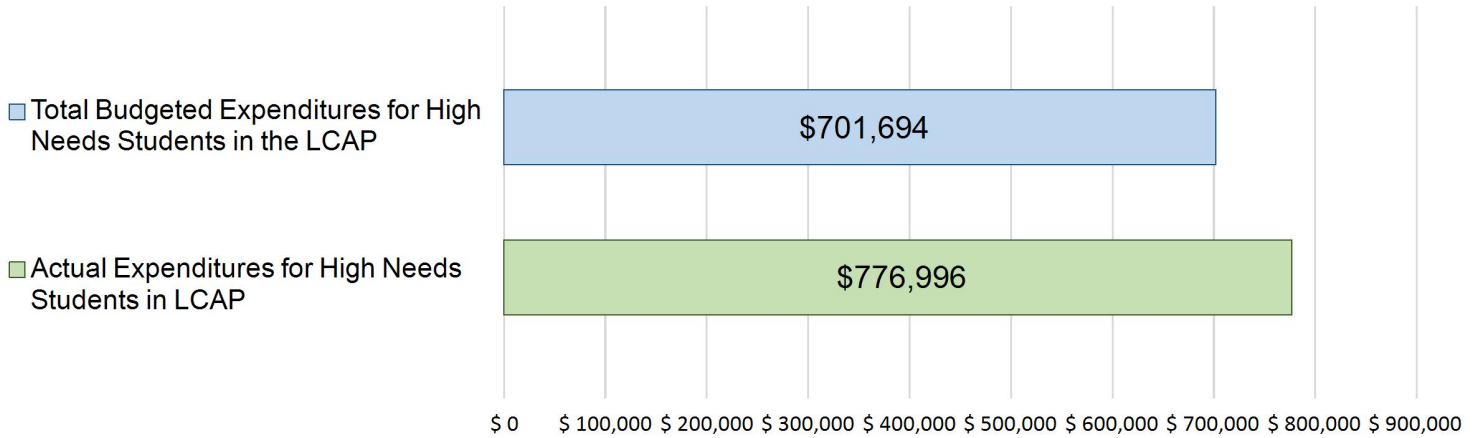 Total Budgeted Expenditures for High
Needs Students in the LCAP
$701,694
Actual Expenditures for High Needs
Students in LCAP
$776,996
$ 0 $ 100,000 $ 200,000 $ 300,000 $ 400,000 $ 500,000 $ 600,000 $ 700,000 $ 800,000 $ 900,000